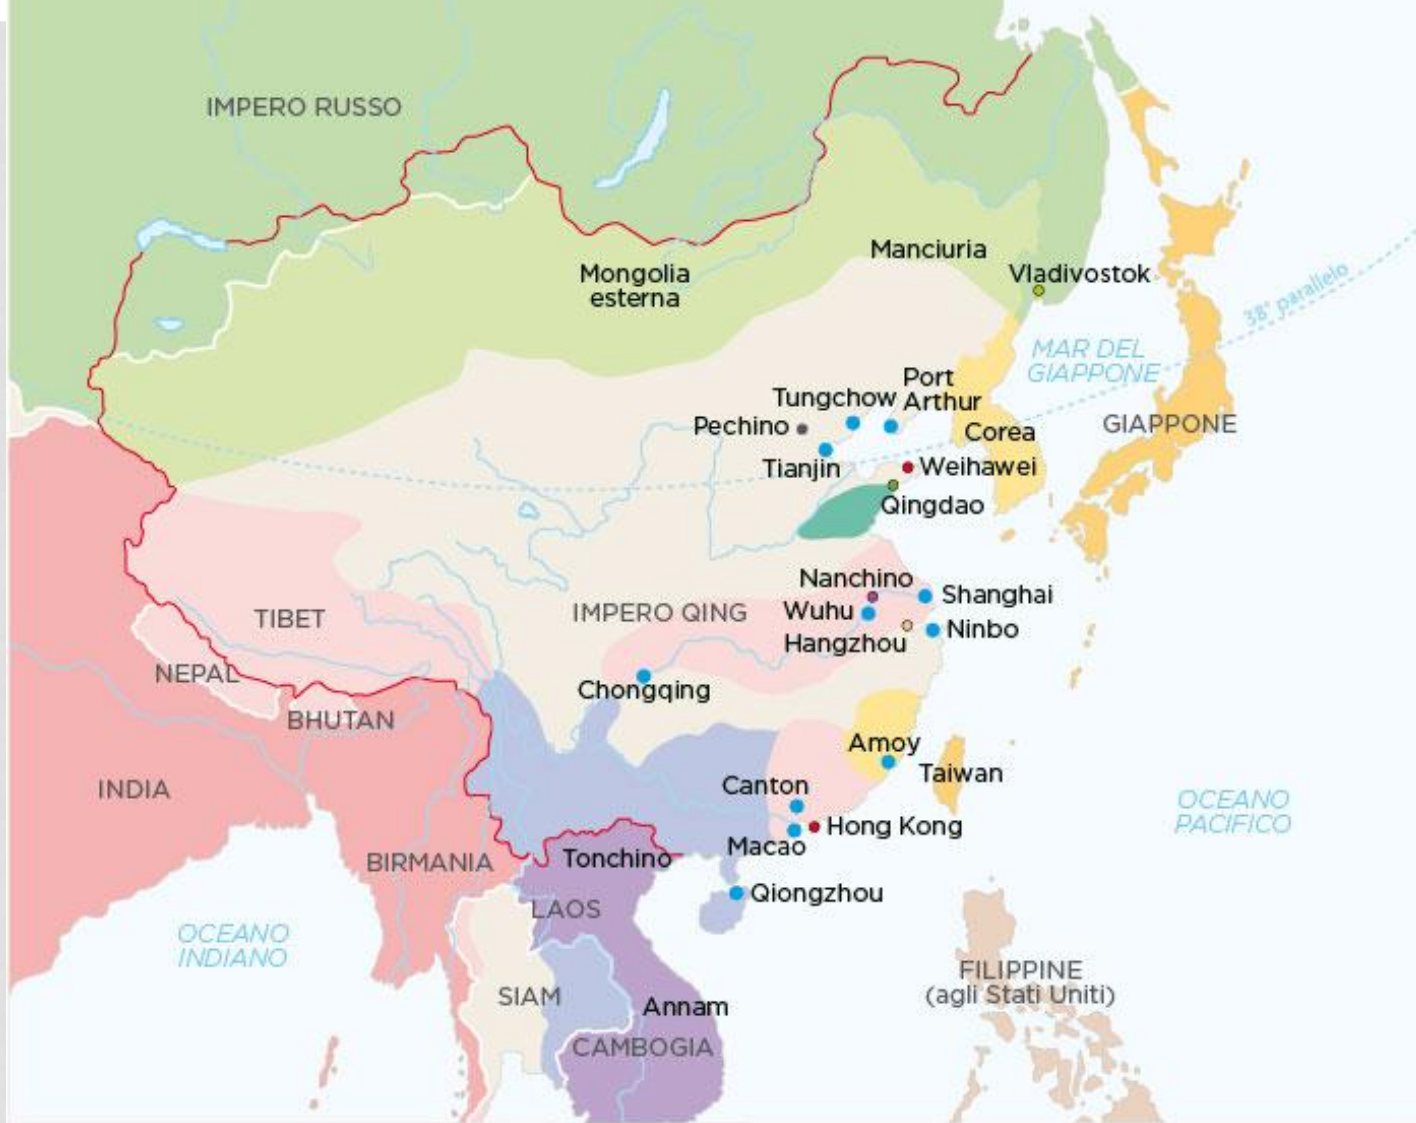 IMPERO RUSSO
Manciuria
Mongolia
esterna
Vladivostok
38° parallelo
MAR DEL
GIAPPONE
Port
Arthur
Tungchow
Pechino
GIAPPONE
Corea
Tianjin
Weihawei
Qingdao
Nanchino
Shanghai
Wuhu
IMPERO QING
TIBET
Ninbo
Hangzhou
NEPAL
Chongqing
BHUTAN
Amoy
Taiwan
INDIA
Canton
OCEANO
PACIFICO
Hong Kong
Macao
Tonchino
BIRMANIA
Qiongzhou
LAOS
OCEANO
INDIANO
FILIPPINE
(agli Stati Uniti)
SIAM
Annam
CAMBOGIA